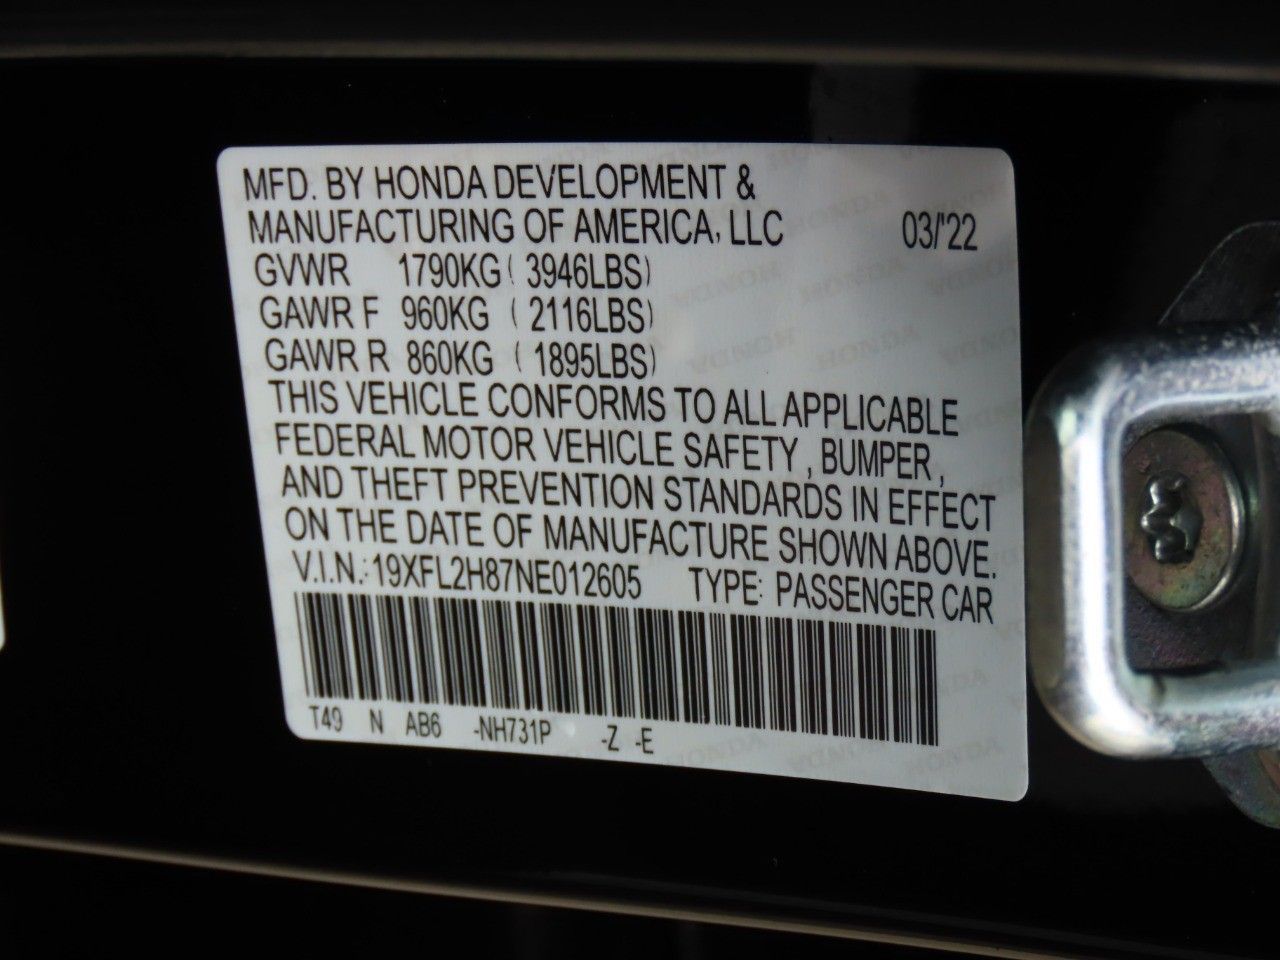 MFD. BY HONDA DEVELOPMENT &
MANUFACTURING OF AMERICA, LLC 03/'22
GVWR 1790KG ( 3946LBS)
GAWR F 960KG ( 2116LBS)
GAWR R 860KG ( 1895LBS)
THIS VEHICLE CONFORMS TO ALL APPLICABLE
FEDERAL MOTOR VEHICLE SAFETY , BUMPER ,
AND THEFT PREVENTION STANDARDS IN EFFECT
ON THE DATE OF MANUFACTURE SHOWN ABOVE.
V.I.N.: 19XFL2H87NE012605 TYPE: PASSENGER CAR
T49 N AB6 -NH731P -Z -E